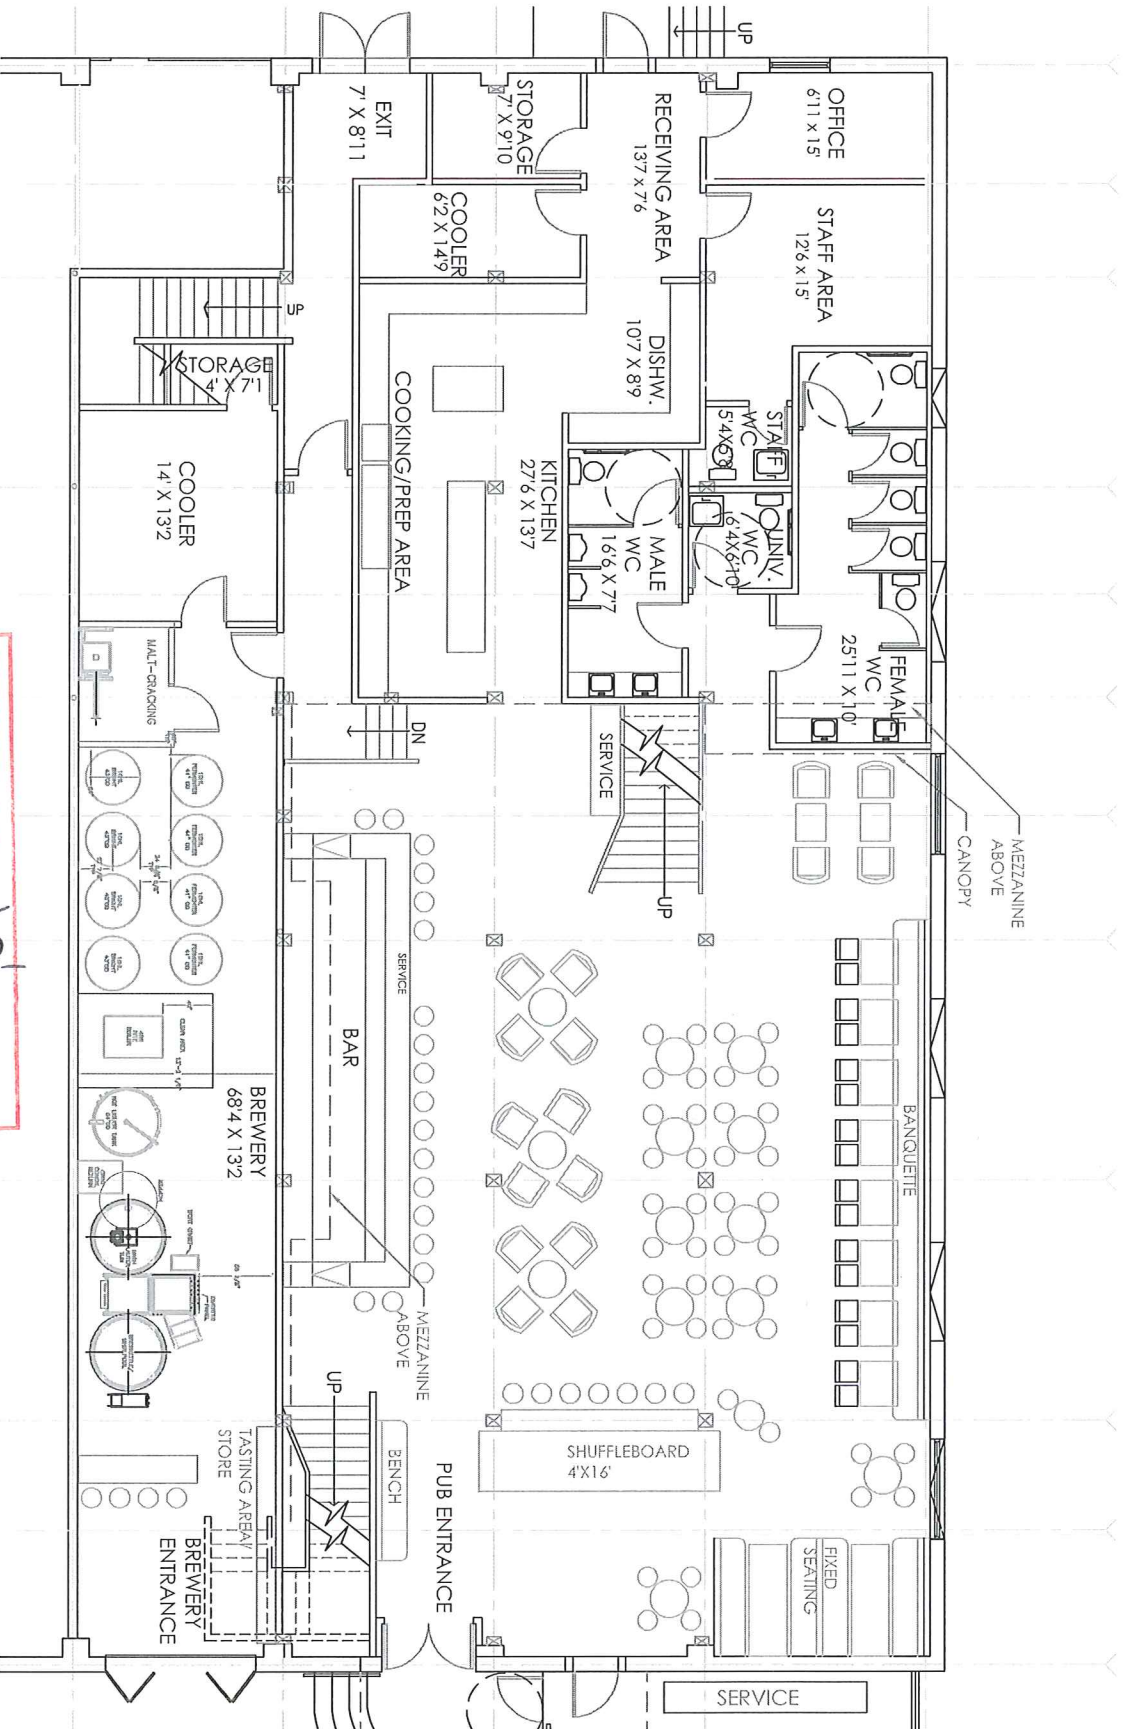 UP
OFFICE
6'11 x 15'
RECEIVING AREA
13'7 x 7'6
STORAGE
7' X 9'10
EXIT
7' X 8'11
STAFF AREA
12'6 x 15'
COOLER
6'2 X 14'9
UP
STORAGE
4' X 7'1
DISHW.
10'7 X 8'9
COOKING/PREP AREA
KITCHEN
27'6 X 13'7
COOLER
14' X 13'2
STAFF
WC
UNIV.
WC
6'4X6'10
MALE
WC
16'6 X 7'7
FEMALE
WC
25'11 X 10'
MALT-CRACKING
DN
SERVICE
UP
MEZZANINE
ABOVE
CANOPY
SERVICE
BAR
BANQUETTE
BREWERY
68'4 X 13'2
MEZZANINE
ABOVE
UP
BENCH
SHUFFLEBOARD
4'X16'
TASTING AREA/
STORE
PUB ENTRANCE
BREWERY
ENTRANCE
FIXED
SEATING
SERVICE